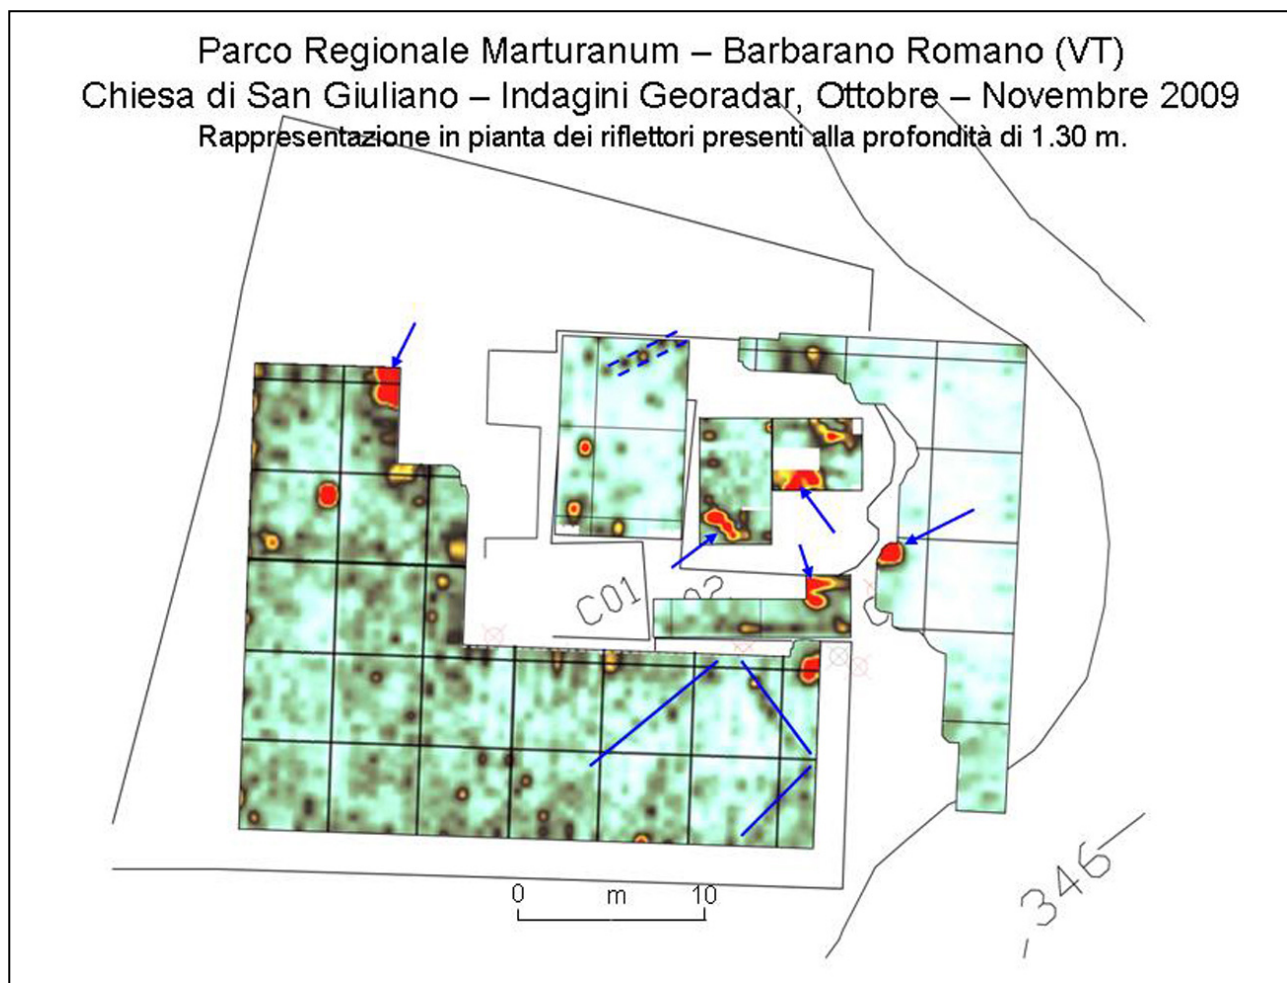 Parco Regionale Marturanum – Barbarano Romano (VT)
Chiesa di San Giuliano – Indagini Georadar, Ottobre – Novembre 2009
Rappresentazione in pianta dei riflettori presenti alla profondità di 1.30 m.
C01
0 m 10
346